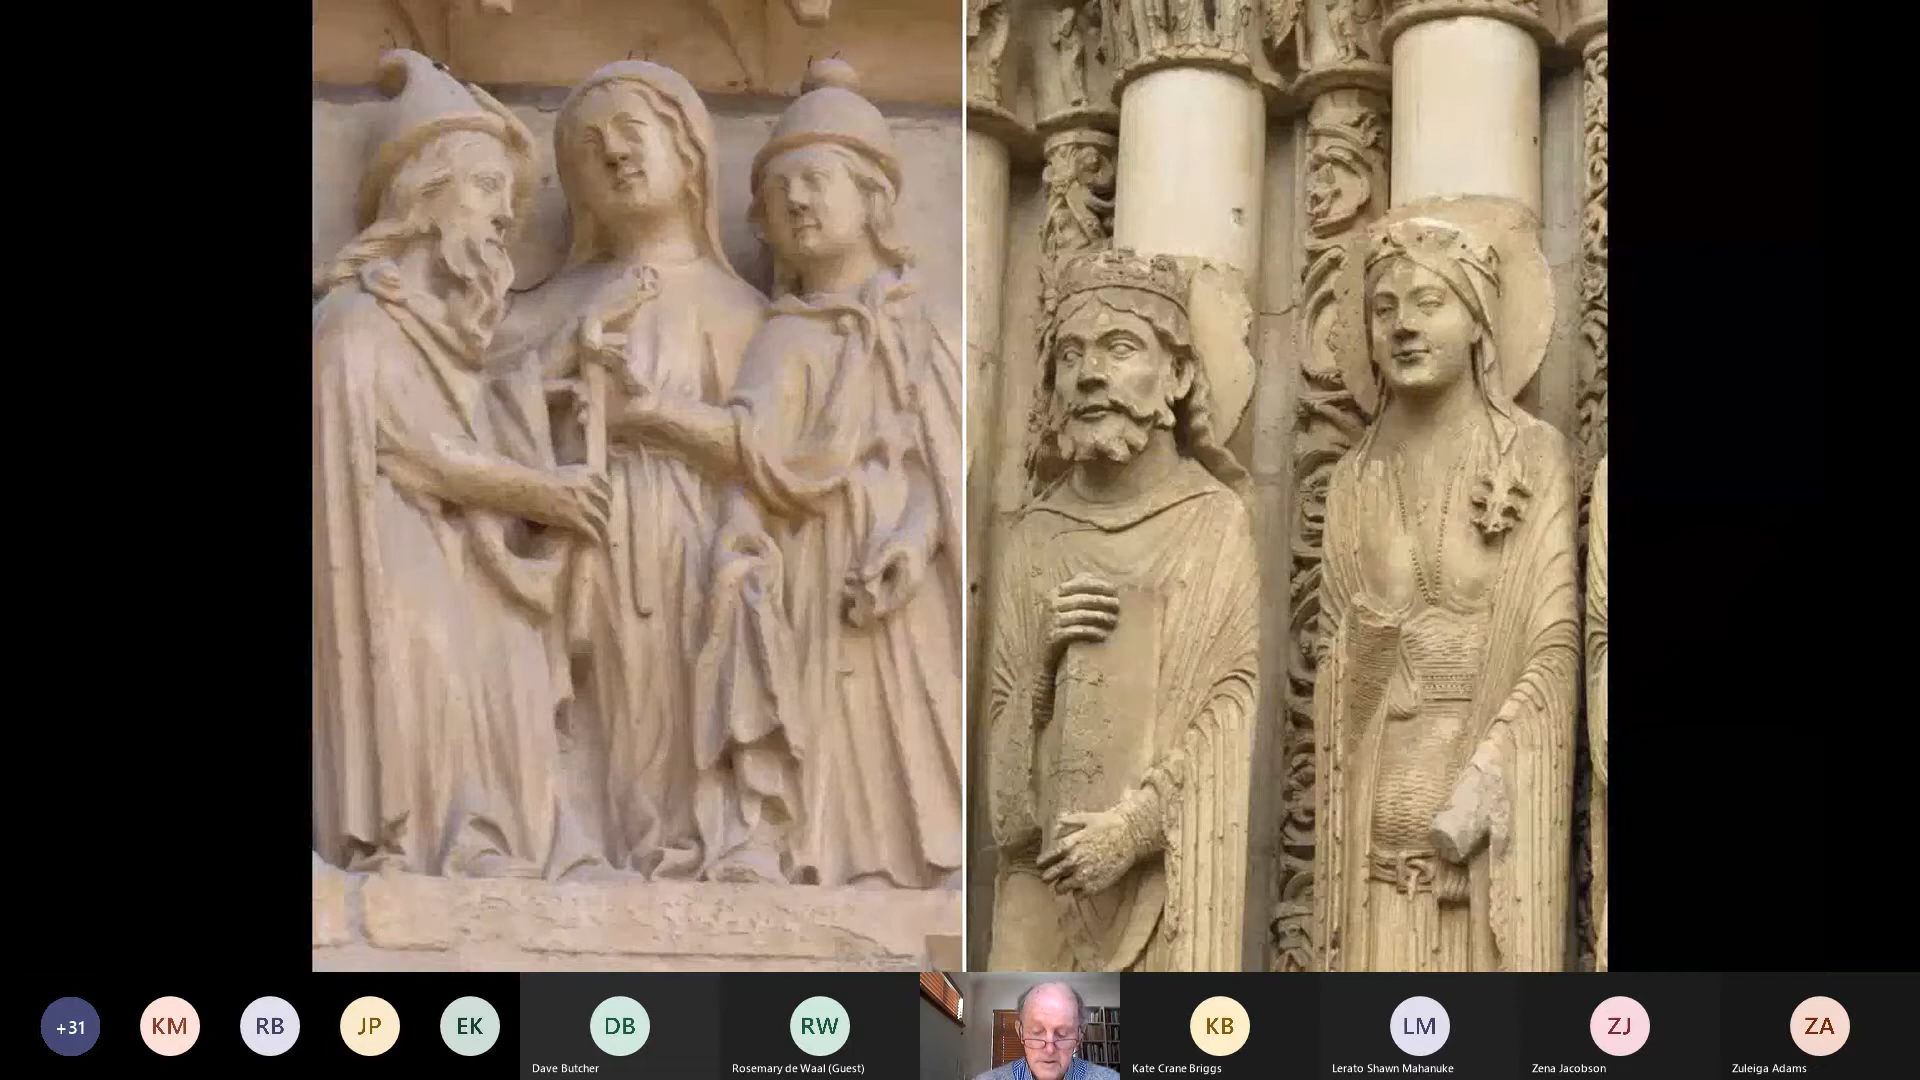 +31
KM
RB
JP
EK
DB
RW
KB
LM
ZJ
ZA
Dave Butcher
Rosemary de Waal (Guest)
Kate Crane Briggs
Lerato Shawn Mahanuke
Zena Jacobson
Zuleiga Adams